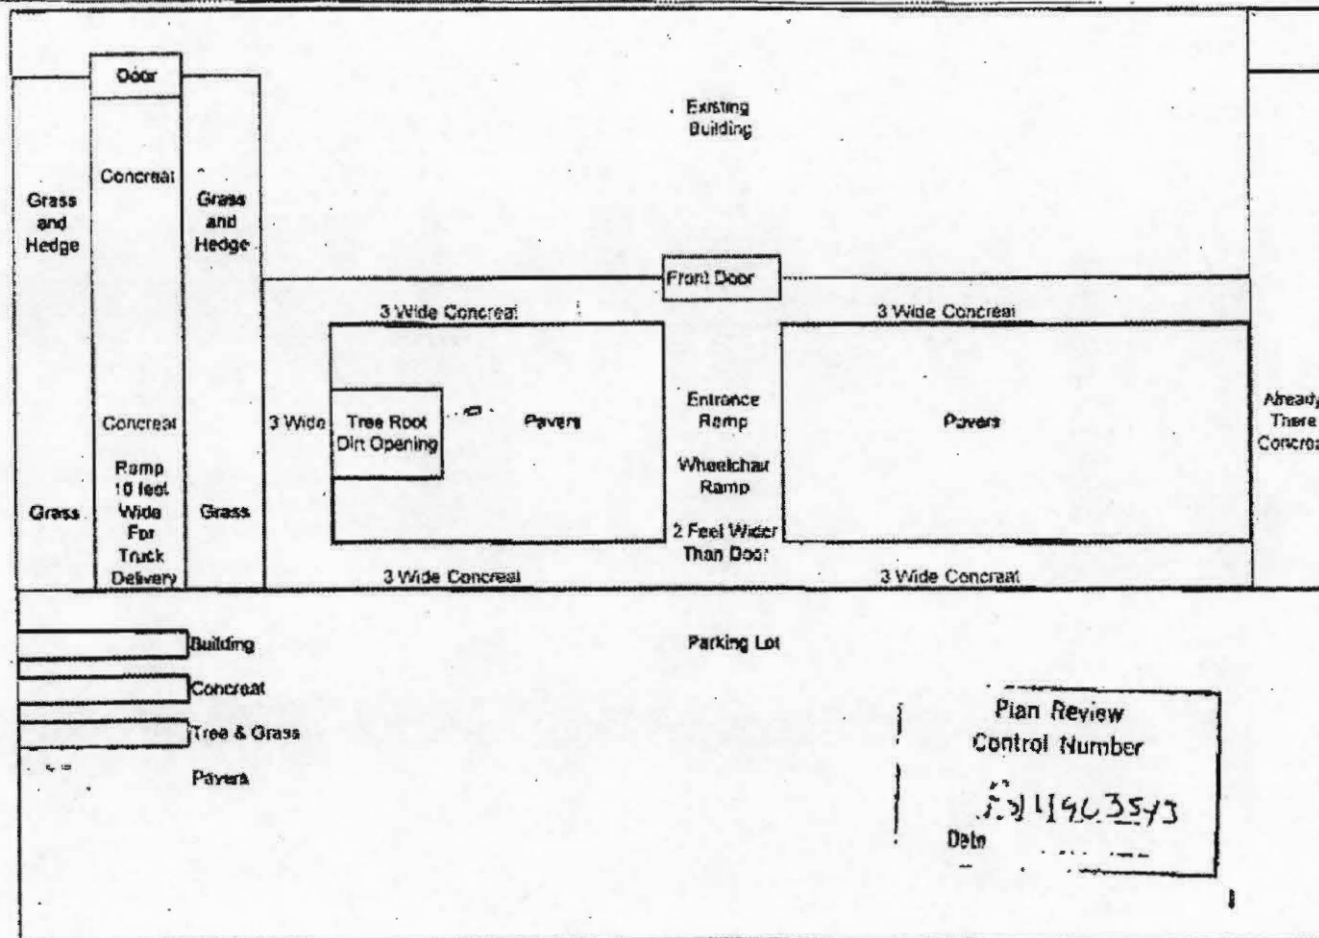 Door
Existing
Building
Concreat
Grass
and
Hedge
Grass
and
Hedge
Front Door
3 Wide Concreat
3 Wide Concreat
3 Wide
Tree Root
Dirt Opening
Pavers
Entrance
Ramp
Wheelchair
Ramp
2 Feet Wider
Than Door
Pavers
Already
There
Concreat
Concreat
Ramp
10 feet
Wide
For
Truck
Delivery
Grass
Grass
3 Wide Concreat
3 Wide Concreat
Building
Concreat
Tree & Grass
Pavers
Parking Lot
Plan Review
Control Number
Date